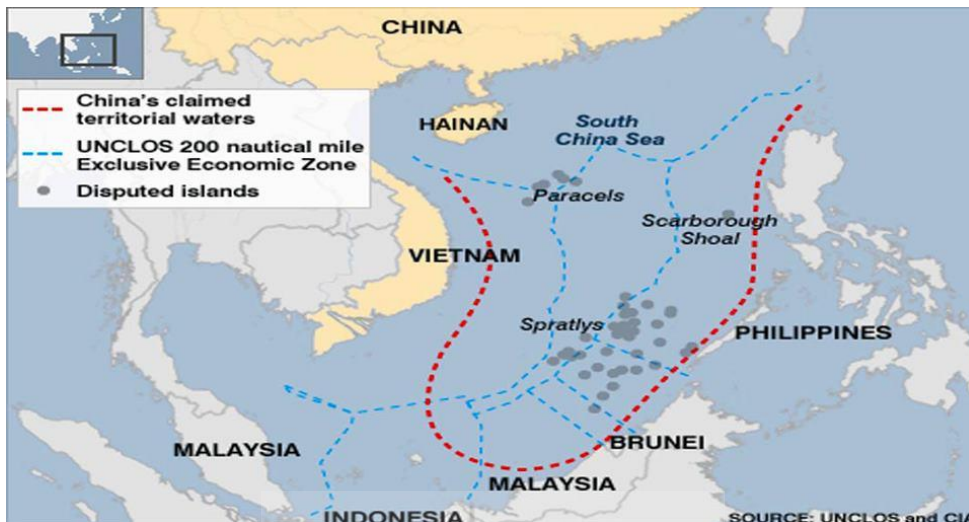 CHINA
China's claimed
territorial waters
UNCLOS 200 nautical mile
Exclusive Economic Zone
Disputed islands
HAINAN
South
China Sea
Paracels
Scarborough
Shoal
VIETNAM
Spratlys
PHILIPPINES
MALAYSIA
BRUNEI
MALAYSIA
INDONESIA
SOURCE: UNCLOS and CIA